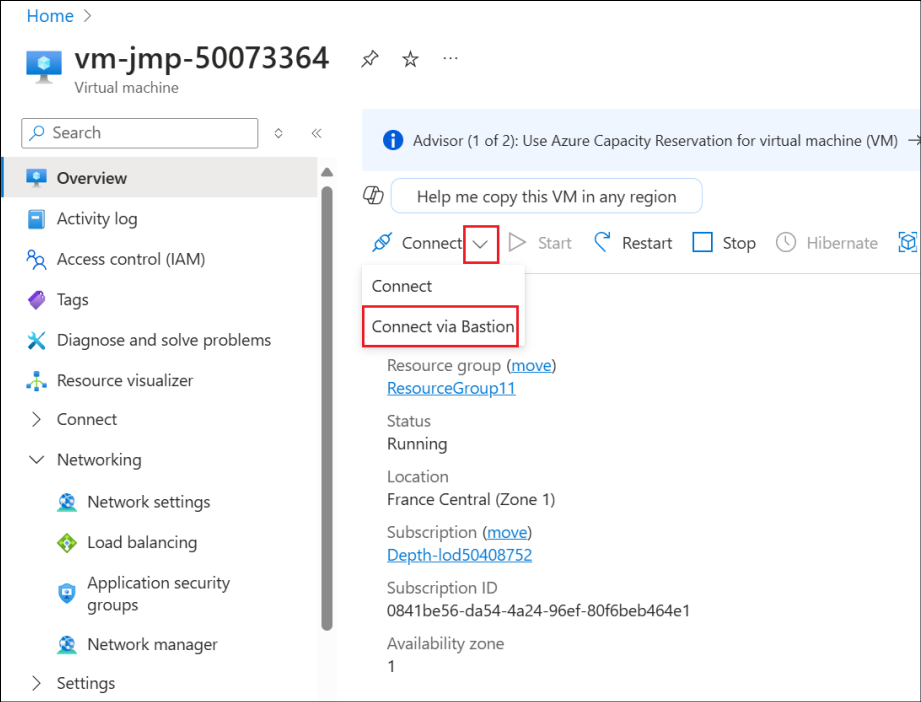 Home
vm-jmp-50073364
Virtual machine
Search
Overview
Activity log
Access control (IAM)
Tags
Diagnose and solve problems
Resource visualizer
Connect
Networking
Network settings
Load balancing
Application security
groups
Network manager
Settings
Advisor (1 of 2): Use Azure Capacity Reservation for virtual machine (VM)
Help me copy this VM in any region
Connect Start Restart Stop Hibernate
Connect
Connect via Bastion
Resource group (move)
ResourceGroup11
Status
Running
Location
France Central (Zone 1)
Subscription (move)
Depth-lod50408752
Subscription ID
0841be56-da54-4a24-96ef-80f6beb464e1
Availability zone
1